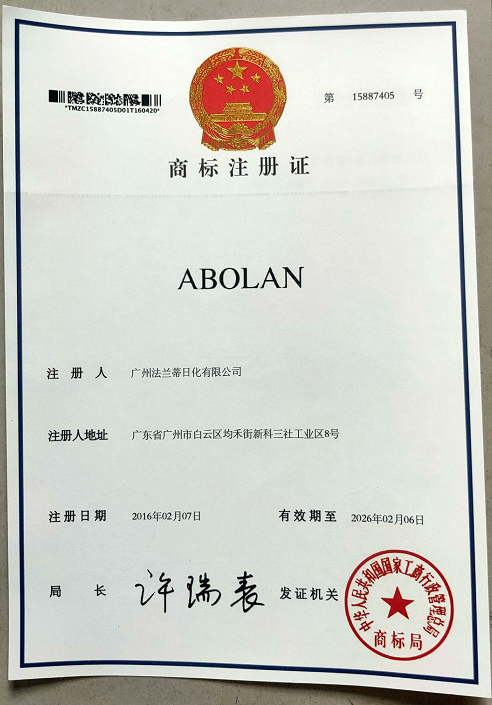 *TMZC15887405D01T160420*
第 15887405 号
商标注册证
ABOLAN
注 册 人 广州法兰蒂日化有限公司
注册人地址 广东省广州市白云区均禾街新科三社工业区8号
注册日期 2016年02月07日 有效期至 2026年02月06日
局 长 许瑞表 发证机关
中华人民共和国国家工商行政管理总局
商标局